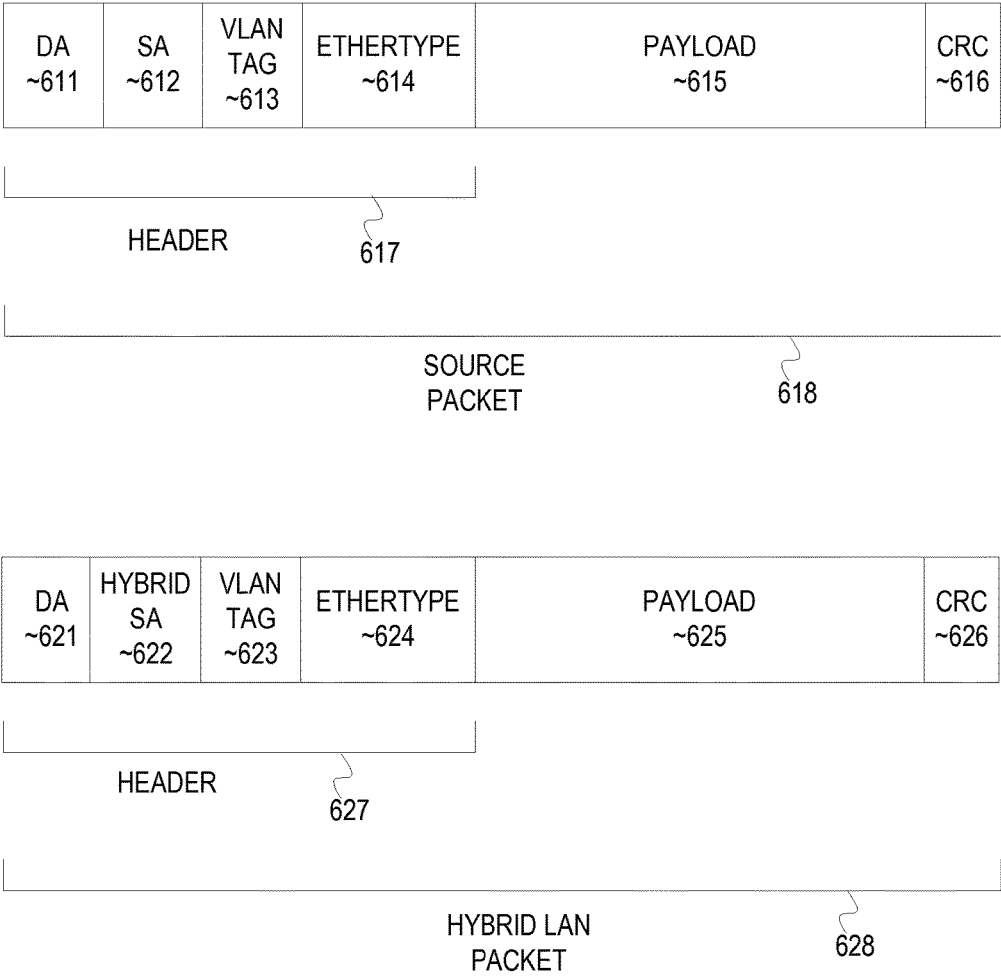 DA
~611
SA
~612
VLAN
TAG
~613
ETHERTYPE
~614
PAYLOAD
~615
CRC
~616
HEADER
617
SOURCE
PACKET
618
DA
~621
HYBRID
SA
~622
VLAN
TAG
~623
ETHERTYPE
~624
PAYLOAD
~625
CRC
~626
HEADER
627
HYBRID LAN
PACKET
628